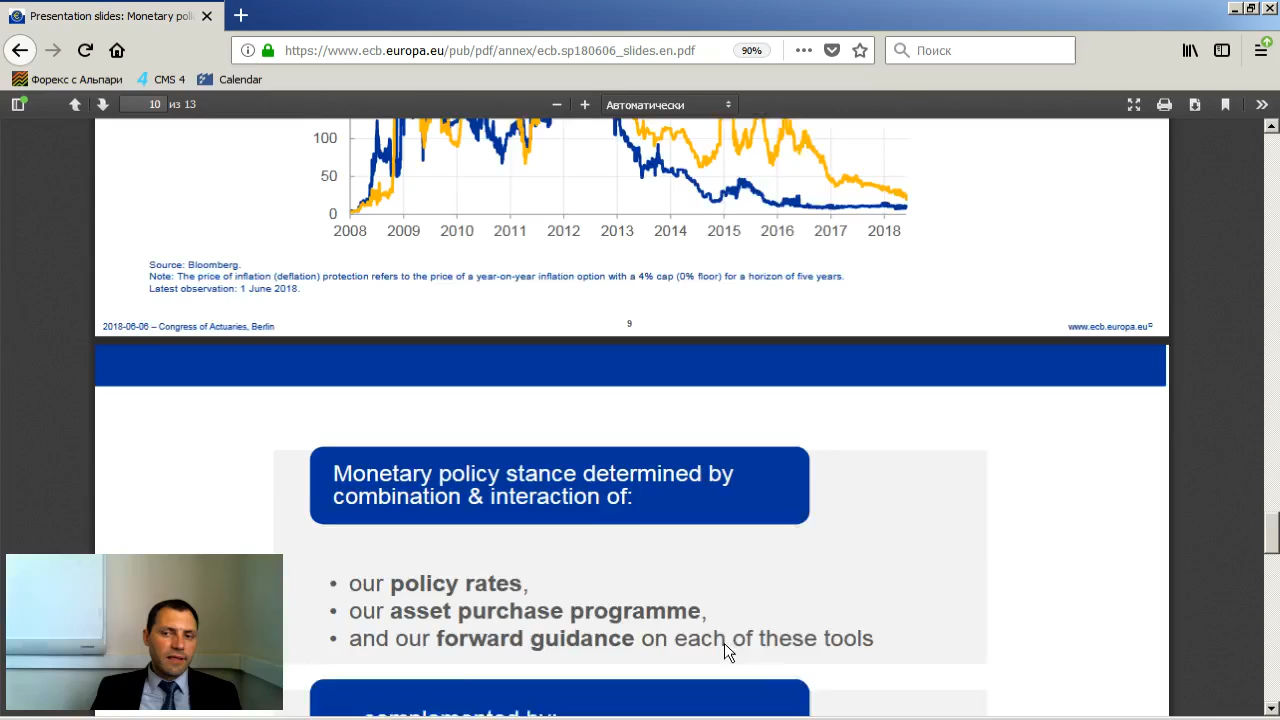 Presentation slides: Monetary poli
https://www.ecb.europa.eu/pub/pdf/annex/ecb.sp180606_slides.en.pdf
90%
Поиск
Форекс с Альпари
CMS 4
Calendar
10 из 13
Автоматически
100
50
0
2008 2009 2010 2011 2012 2013 2014 2015 2016 2017 2018
Source: Bloomberg.
Note: The price of inflation (deflation) protection refers to the price of a year-on-year inflation option with a 4% cap (0% floor) for a horizon of five years.
Latest observation: 1 June 2018.
2018-06-06 – Congress of Actuaries, Berlin
9
www.ecb.europa.eu©
Monetary policy stance determined by
combination & interaction of:
• our policy rates,
• our asset purchase programme,
• and our forward guidance on each of these tools
complemented by: